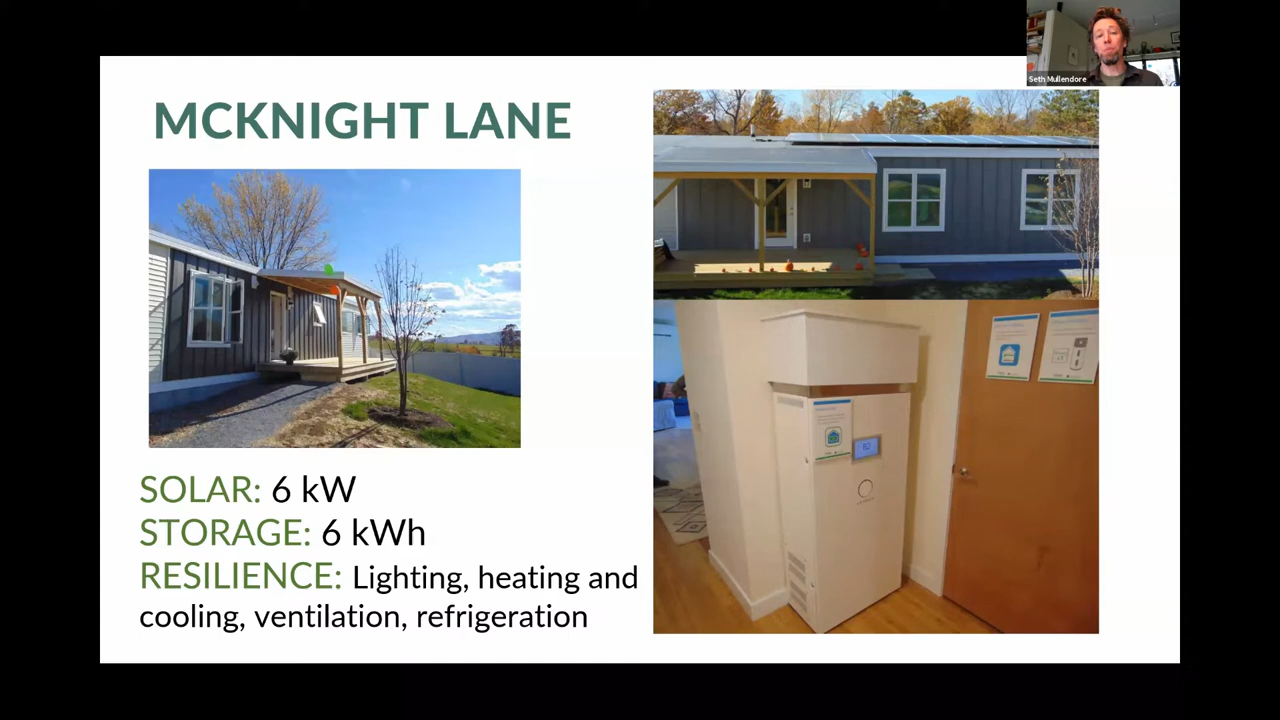 Seth Mullendore
MCKNIGHT LANE
SOLAR: 6 kW
STORAGE: 6 kWh
RESILIENCE: Lighting, heating and
cooling, ventilation, refrigeration